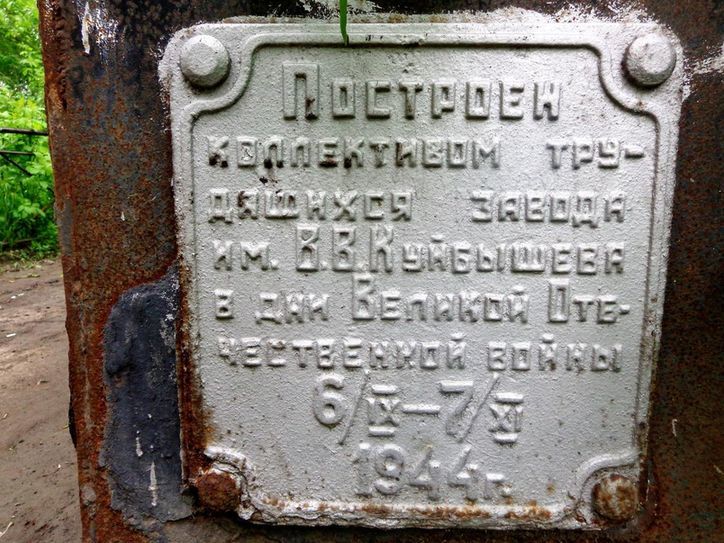 Построен
коллективом тру-
дящихся завода
им. В.В.Куйбышева
в дни Великой Оте-
чественной войны
6/IX—7/XI
1944г.